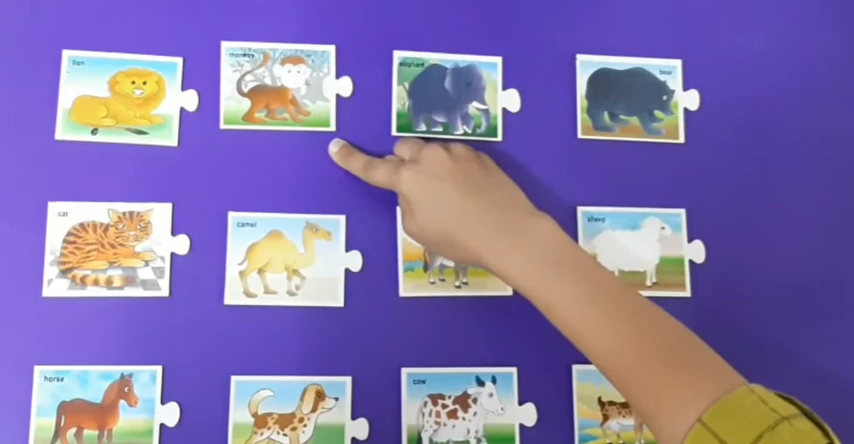 lion
monkey
elephant
bear
cat
camel
sheep
horse
cow